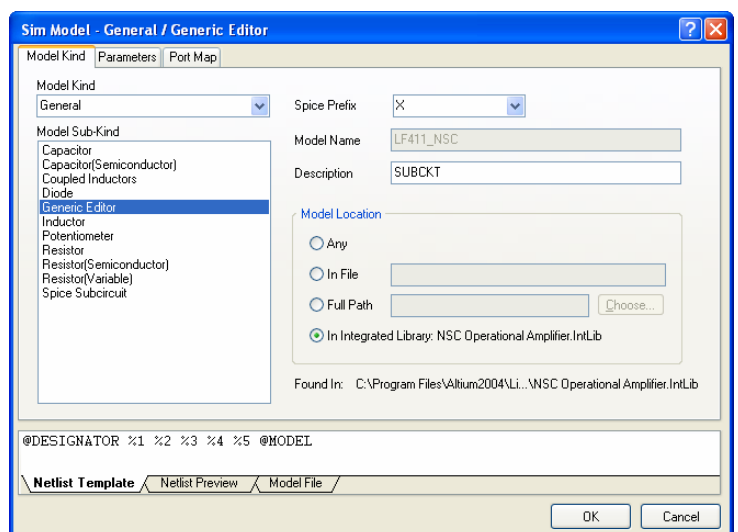 Sim Model - General / Generic Editor
Model Kind Parameters Port Map
Model Kind
General
Model Sub-Kind
Capacitor
Capacitor(Semiconductor)
Coupled Inductors
Diode
Generic Editor
Inductor
Potentiometer
Resistor
Resistor(Semiconductor)
Resistor(Variable)
Spice Subcircuit
Spice Prefix X
Model Name LF411_NSC
Description SUBCKT
Model Location
Any
In File
Full Path Choose...
In Integrated Library: NSC Operational Amplifier.IntLib
Found In: C:\Program Files\Altium2004\Li...\NSC Operational Amplifier.IntLib
@DESIGNATOR %1 %2 %3 %4 %5 @MODEL
Netlist Template Netlist Preview Model File
OK Cancel